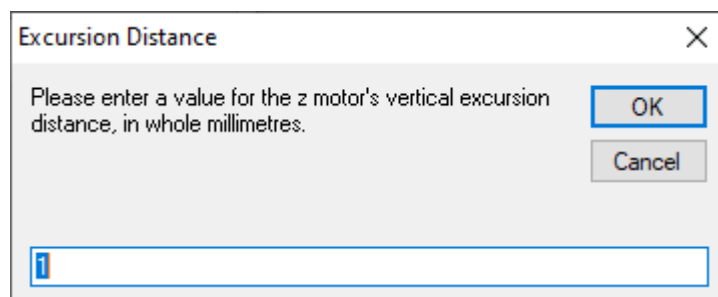 Excursion Distance
Please enter a value for the z motor's vertical excursion
distance, in whole millimetres.
OK
Cancel
1